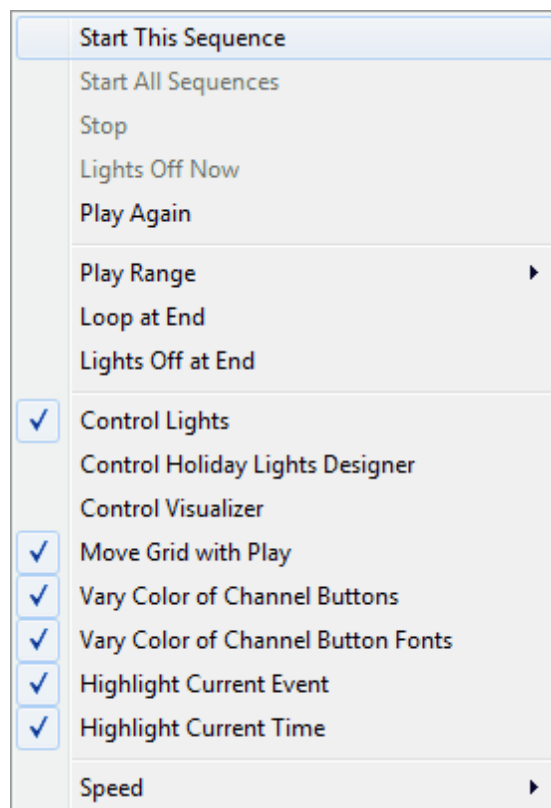 Start This Sequence
Start All Sequences
Stop
Lights Off Now
Play Again
Play Range
Loop at End
Lights Off at End
Control Lights
Control Holiday Lights Designer
Control Visualizer
Move Grid with Play
Vary Color of Channel Buttons
Vary Color of Channel Button Fonts
Highlight Current Event
Highlight Current Time
Speed